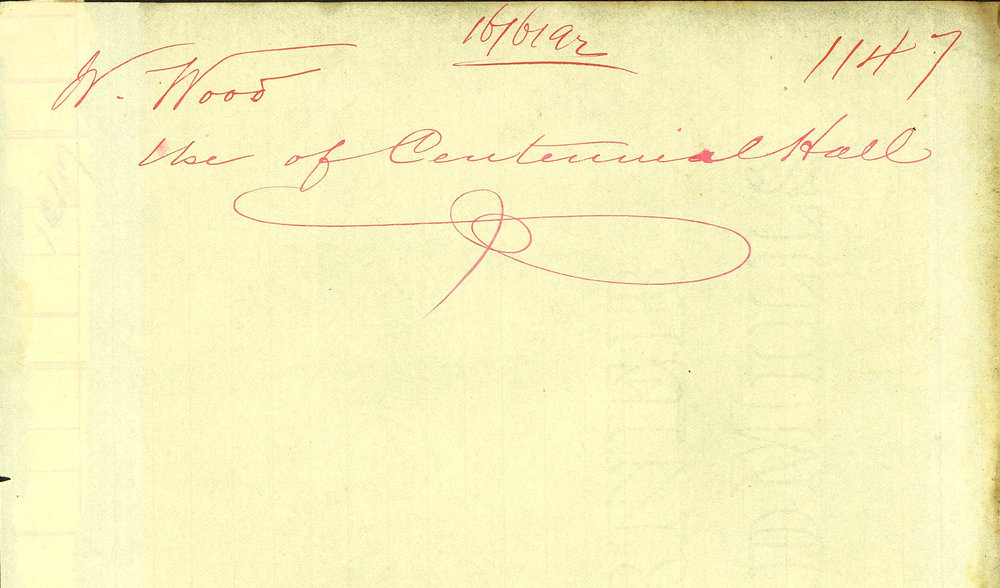 16/6/92
1147
W. Wood
Use of Centennial Hall